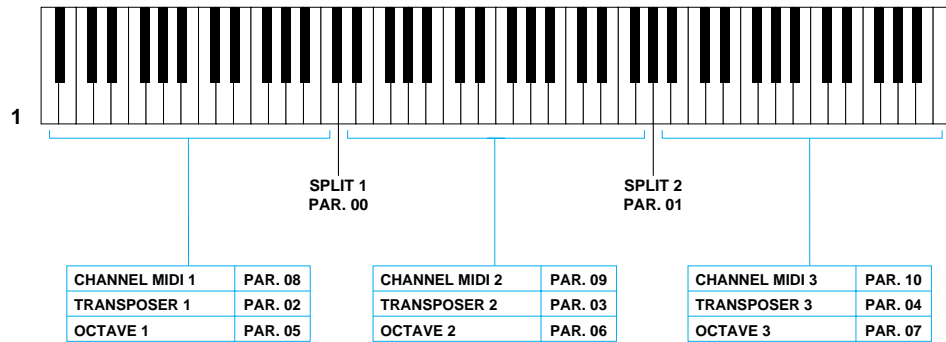 1
SPLIT 1
PAR. 00
SPLIT 2
PAR. 01
CHANNEL MIDI 1 PAR. 08
TRANSPOSER 1 PAR. 02
OCTAVE 1 PAR. 05
CHANNEL MIDI 2 PAR. 09
TRANSPOSER 2 PAR. 03
OCTAVE 2 PAR. 06
CHANNEL MIDI 3 PAR. 10
TRANSPOSER 3 PAR. 04
OCTAVE 3 PAR. 07